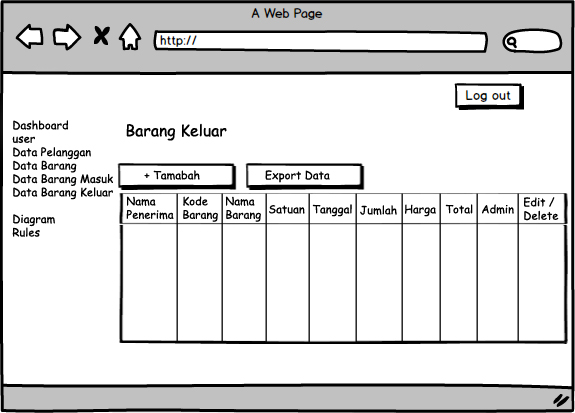 A Web Page
http://
Log out
Dashboard
user
Data Pelanggan
Data Barang
Data Barang Masuk
Data Barang Keluar
Diagram
Rules
Barang Keluar
+ Tamabah
Export Data
Nama Penerima
Kode Barang
Nama Barang
Satuan
Tanggal
Jumlah
Harga
Total
Admin
Edit / Delete